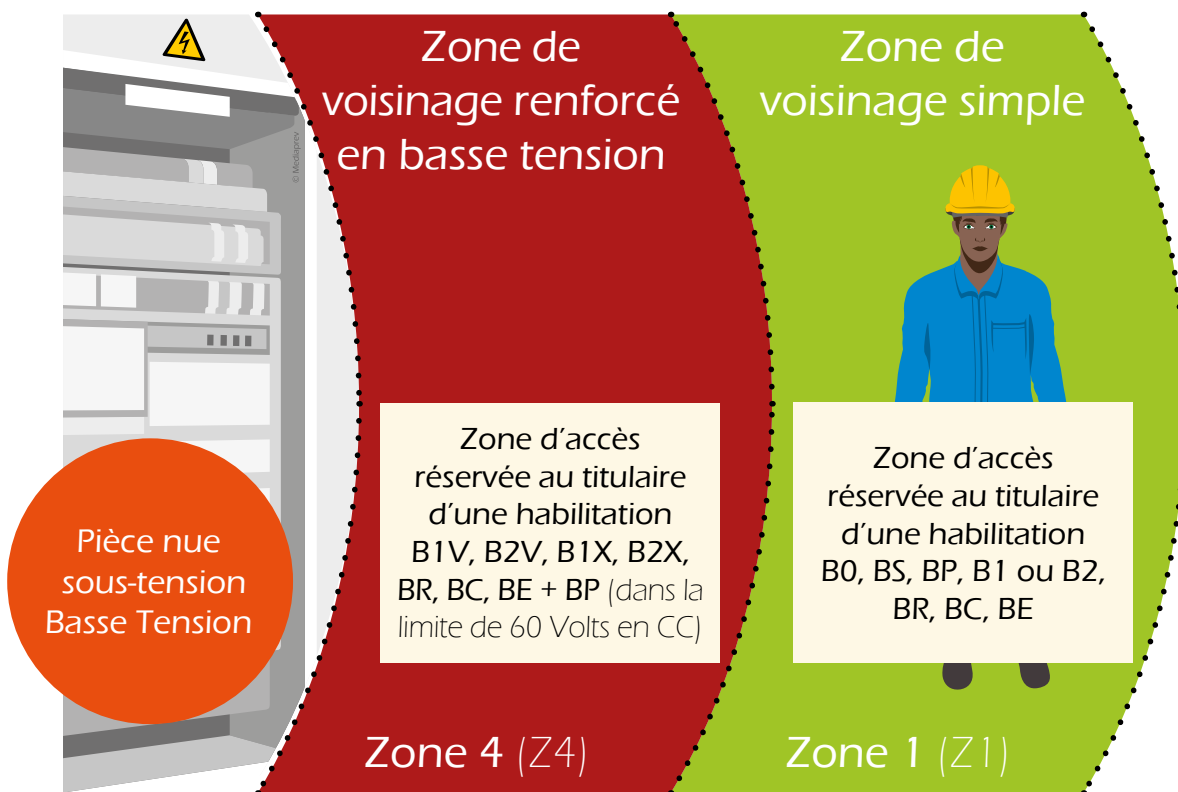 Zone de
voisinage renforcé
en basse tension
Zone de
voisinage simple
© Mediaprev
Zone d'accès
réservée au titulaire
d'une habilitation
B1V, B2V, B1X, B2X,
BR, BC, BE + BP (dans la
limite de 60 Volts en CC)
Zone d'accès
réservée au titulaire
d'une habilitation
B0, BS, BP, B1 ou B2,
BR, BC, BE
Pièce nue
sous-tension
Basse Tension
Zone 4 (Z4)
Zone 1 (Z1)